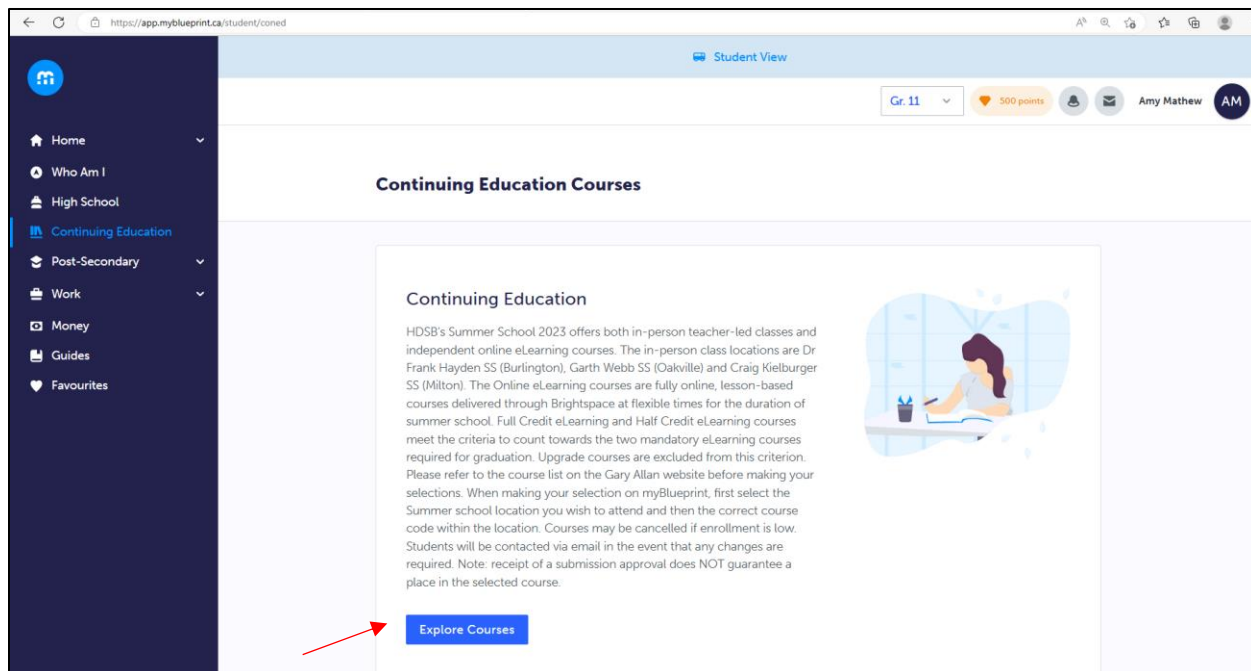 https://app.myblueprint.ca/student/coned
Student View
m
Gr. 11
500 points
Amy Mathew
AM
Home
Who Am I
High School
Continuing Education
Post-Secondary
Work
Money
Guides
Favourites
Continuing Education Courses
Continuing Education
HDSB's Summer School 2023 offers both in-person teacher-led classes and
independent online eLearning courses. The in-person class locations are Dr
Frank Hayden SS (Burlington), Garth Webb SS (Oakville) and Craig Kielburger
SS (Milton). The Online eLearning courses are fully online, lesson-based
courses delivered through Brightspace at flexible times for the duration of
summer school. Full Credit eLearning and Half Credit eLearning courses
meet the criteria to count towards the two mandatory eLearning courses
required for graduation. Upgrade courses are excluded from this criterion.
Please refer to the course list on the Gary Allan website before making your
selections. When making your selection on myBlueprint, first select the
Summer school location you wish to attend and then the correct course
code within the location. Courses may be cancelled if enrollment is low.
Students will be contacted via email in the event that any changes are
required. Note: receipt of a submission approval does NOT guarantee a
place in the selected course.
Explore Courses